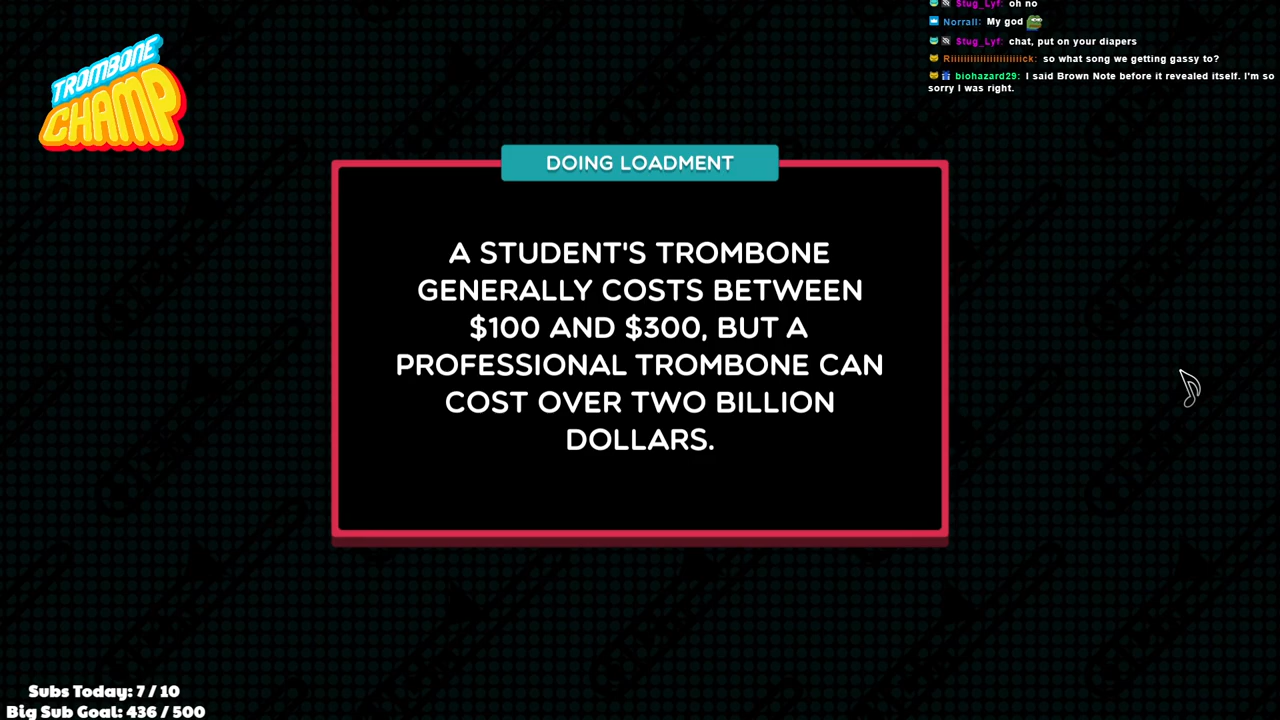 Stug_Lyf: oh no
Norrall: My god
Stug_Lyf: chat, put on your diapers
Riiiiiiiiiiiiiiiiiiiiiiick: so what song we getting gassy to?
biohazard29: I said Brown Note before it revealed itself. I'm so
sorry I was right.
TROMBONE
CHAMP
DOING LOADMENT
A STUDENT'S TROMBONE
GENERALLY COSTS BETWEEN
$100 AND $300, BUT A
PROFESSIONAL TROMBONE CAN
COST OVER TWO BILLION
DOLLARS.
Subs Today: 7 / 10
Big Sub Goal: 436 / 500